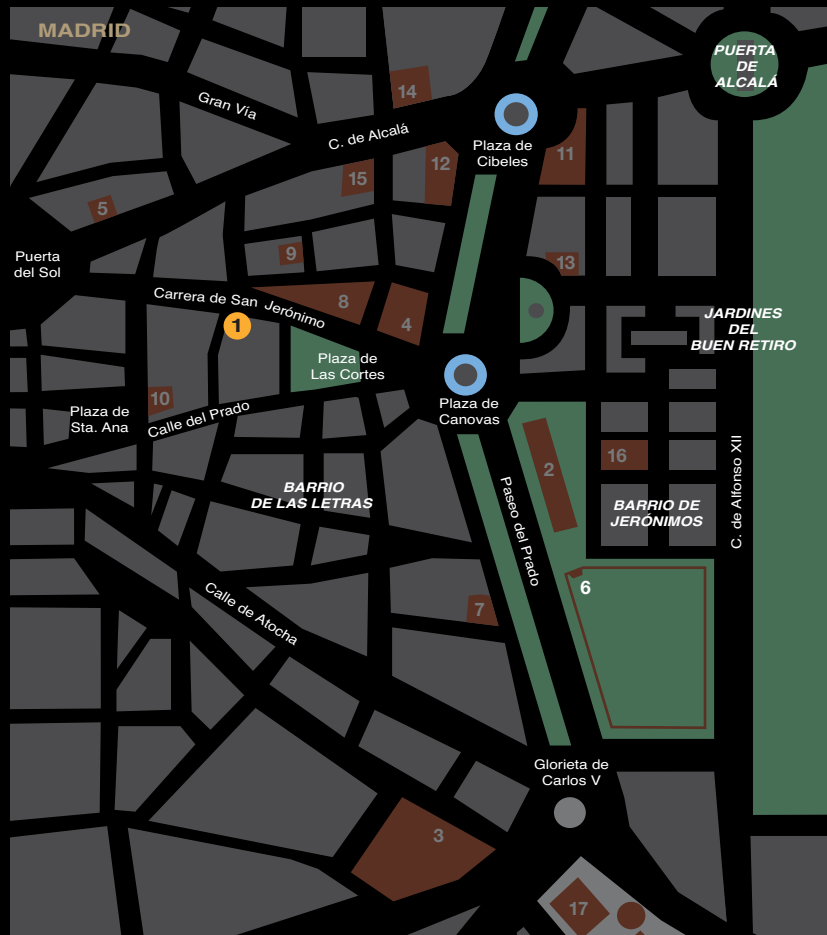 MADRID
PUERTA
DE
ALCALÁ
14
Gran Vía
C. de Alcalá
Plaza de
Cibeles
11
12
15
5
9
Puerta
del Sol
13
Carrera de San Jerónimo
8
4
1
JARDINES
DEL
BUEN RETIRO
Plaza de
Las Cortes
10
Plaza de
Sta. Ana
Calle del Prado
Plaza de
Canovas
2
16
C. de Alfonso XII
BARRIO
DE LAS LETRAS
Paseo del Prado
BARRIO DE
JERÓNIMOS
6
7
Calle de Atocha
Glorieta de
Carlos V
3
17